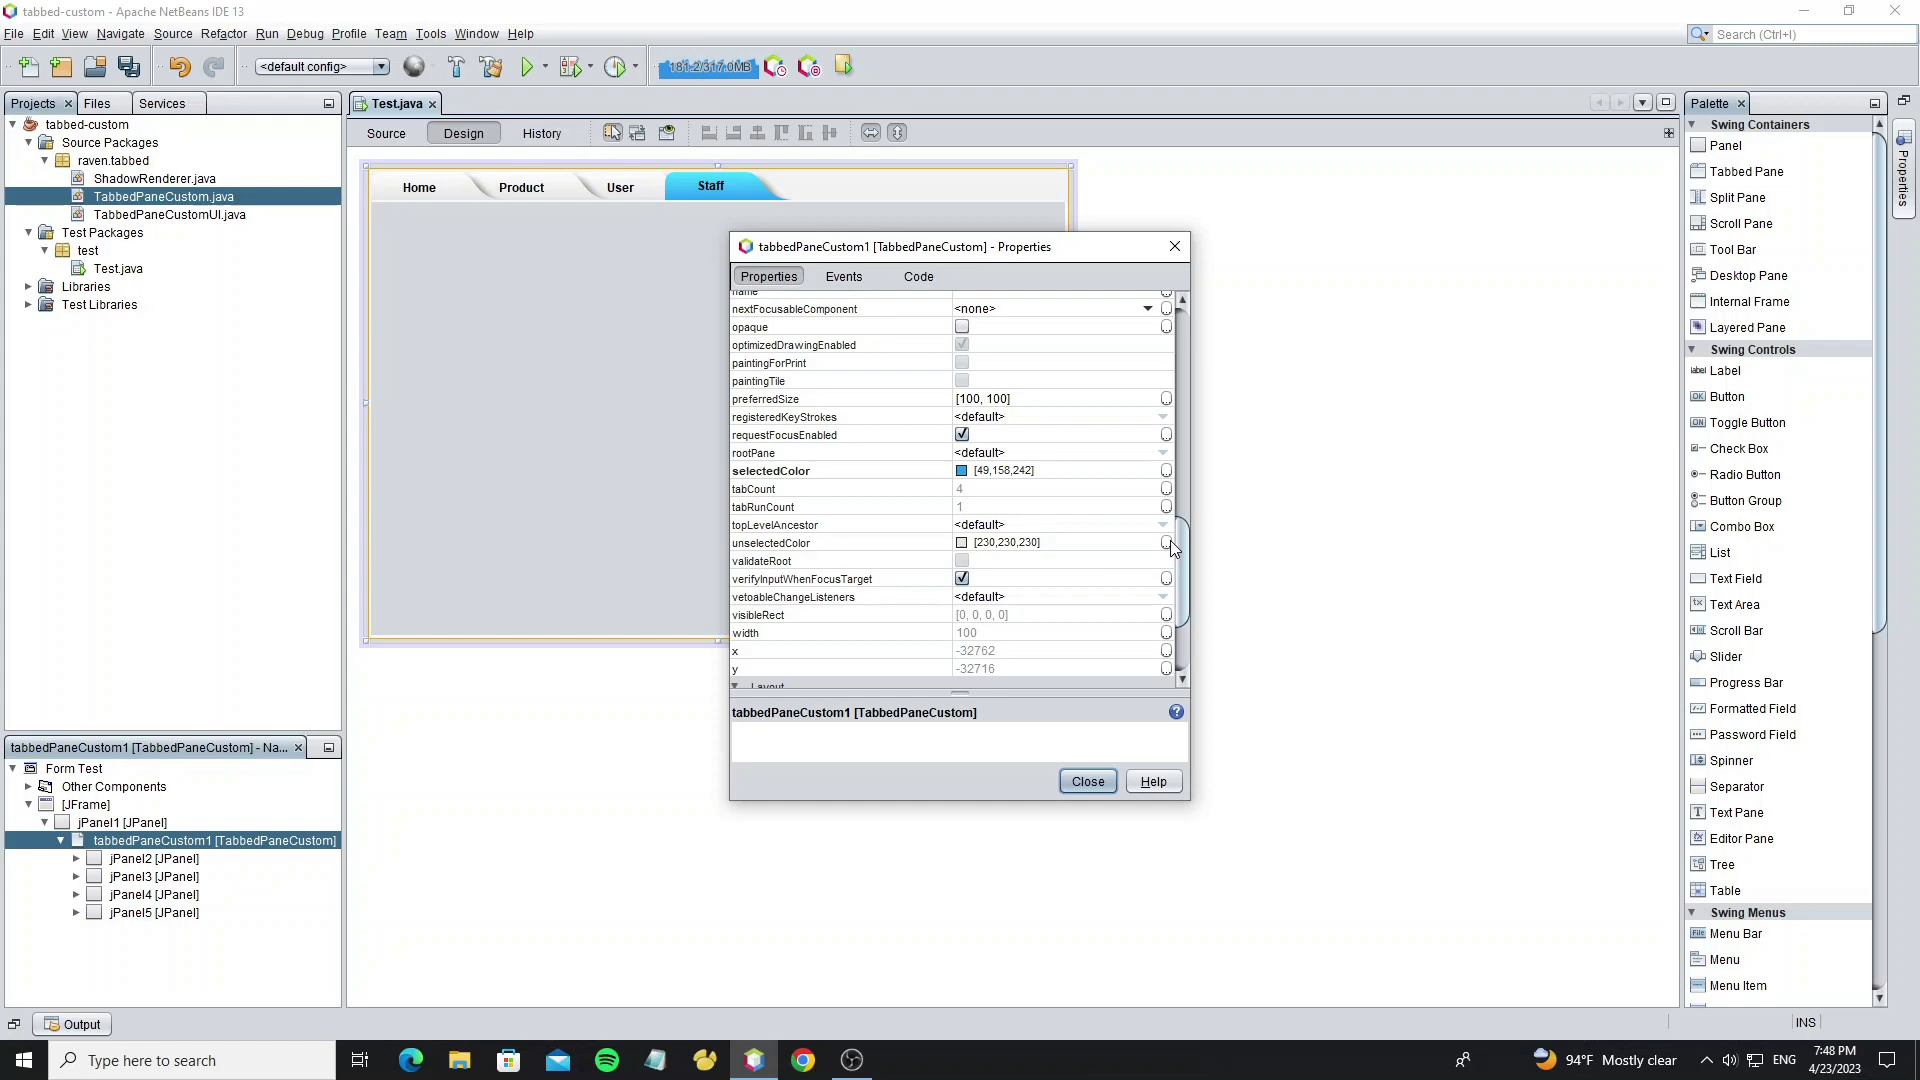 tabbed-custom - Apache NetBeans IDE 13
File Edit View Navigate Source Refactor Run Debug Profile Team Tools Window Help
Search (Ctrl+I)
<default config>
181.2/317.0MB
Projects Files Services
Test.java
Palette
Source Design History
tabbed-custom
Source Packages
raven.tabbed
ShadowRenderer.java
TabbedPaneCustom.java
TabbedPaneCustomUI.java
Test Packages
test
Test.java
Libraries
Test Libraries
Home Product User Staff
tabbedPaneCustom1 [TabbedPaneCustom] - Properties
Properties Events Code
name
nextFocusableComponent <none>
opaque
optimizedDrawingEnabled
paintingForPrint
paintingTile
preferredSize [100, 100]
registeredKeyStrokes <default>
requestFocusEnabled
rootPane <default>
selectedColor [49,158,242]
tabCount 4
tabRunCount 1
topLevelAncestor <default>
unselectedColor [230,230,230]
validateRoot
verifyInputWhenFocusTarget
vetoableChangeListeners <default>
visibleRect [0, 0, 0, 0]
width 100
x -32762
y -32716
Layout
tabbedPaneCustom1 [TabbedPaneCustom]
Close Help
Swing Containers
Panel
Tabbed Pane
Split Pane
Scroll Pane
Tool Bar
Desktop Pane
Internal Frame
Layered Pane
Swing Controls
label Label
OK Button
ON Toggle Button
Check Box
Radio Button
Button Group
Combo Box
List
Text Field
Text Area
Scroll Bar
Slider
Progress Bar
Formatted Field
Password Field
Spinner
Separator
Text Pane
Editor Pane
Tree
Table
Swing Menus
File Menu Bar
Menu
Menu Item
Properties
tabbedPaneCustom1 [TabbedPaneCustom] - Na...
Form Test
Other Components
[JFrame]
jPanel1 [JPanel]
tabbedPaneCustom1 [TabbedPaneCustom]
jPanel2 [JPanel]
jPanel3 [JPanel]
jPanel4 [JPanel]
jPanel5 [JPanel]
Output
INS
Type here to search
94°F Mostly clear
ENG
7:48 PM
4/23/2023